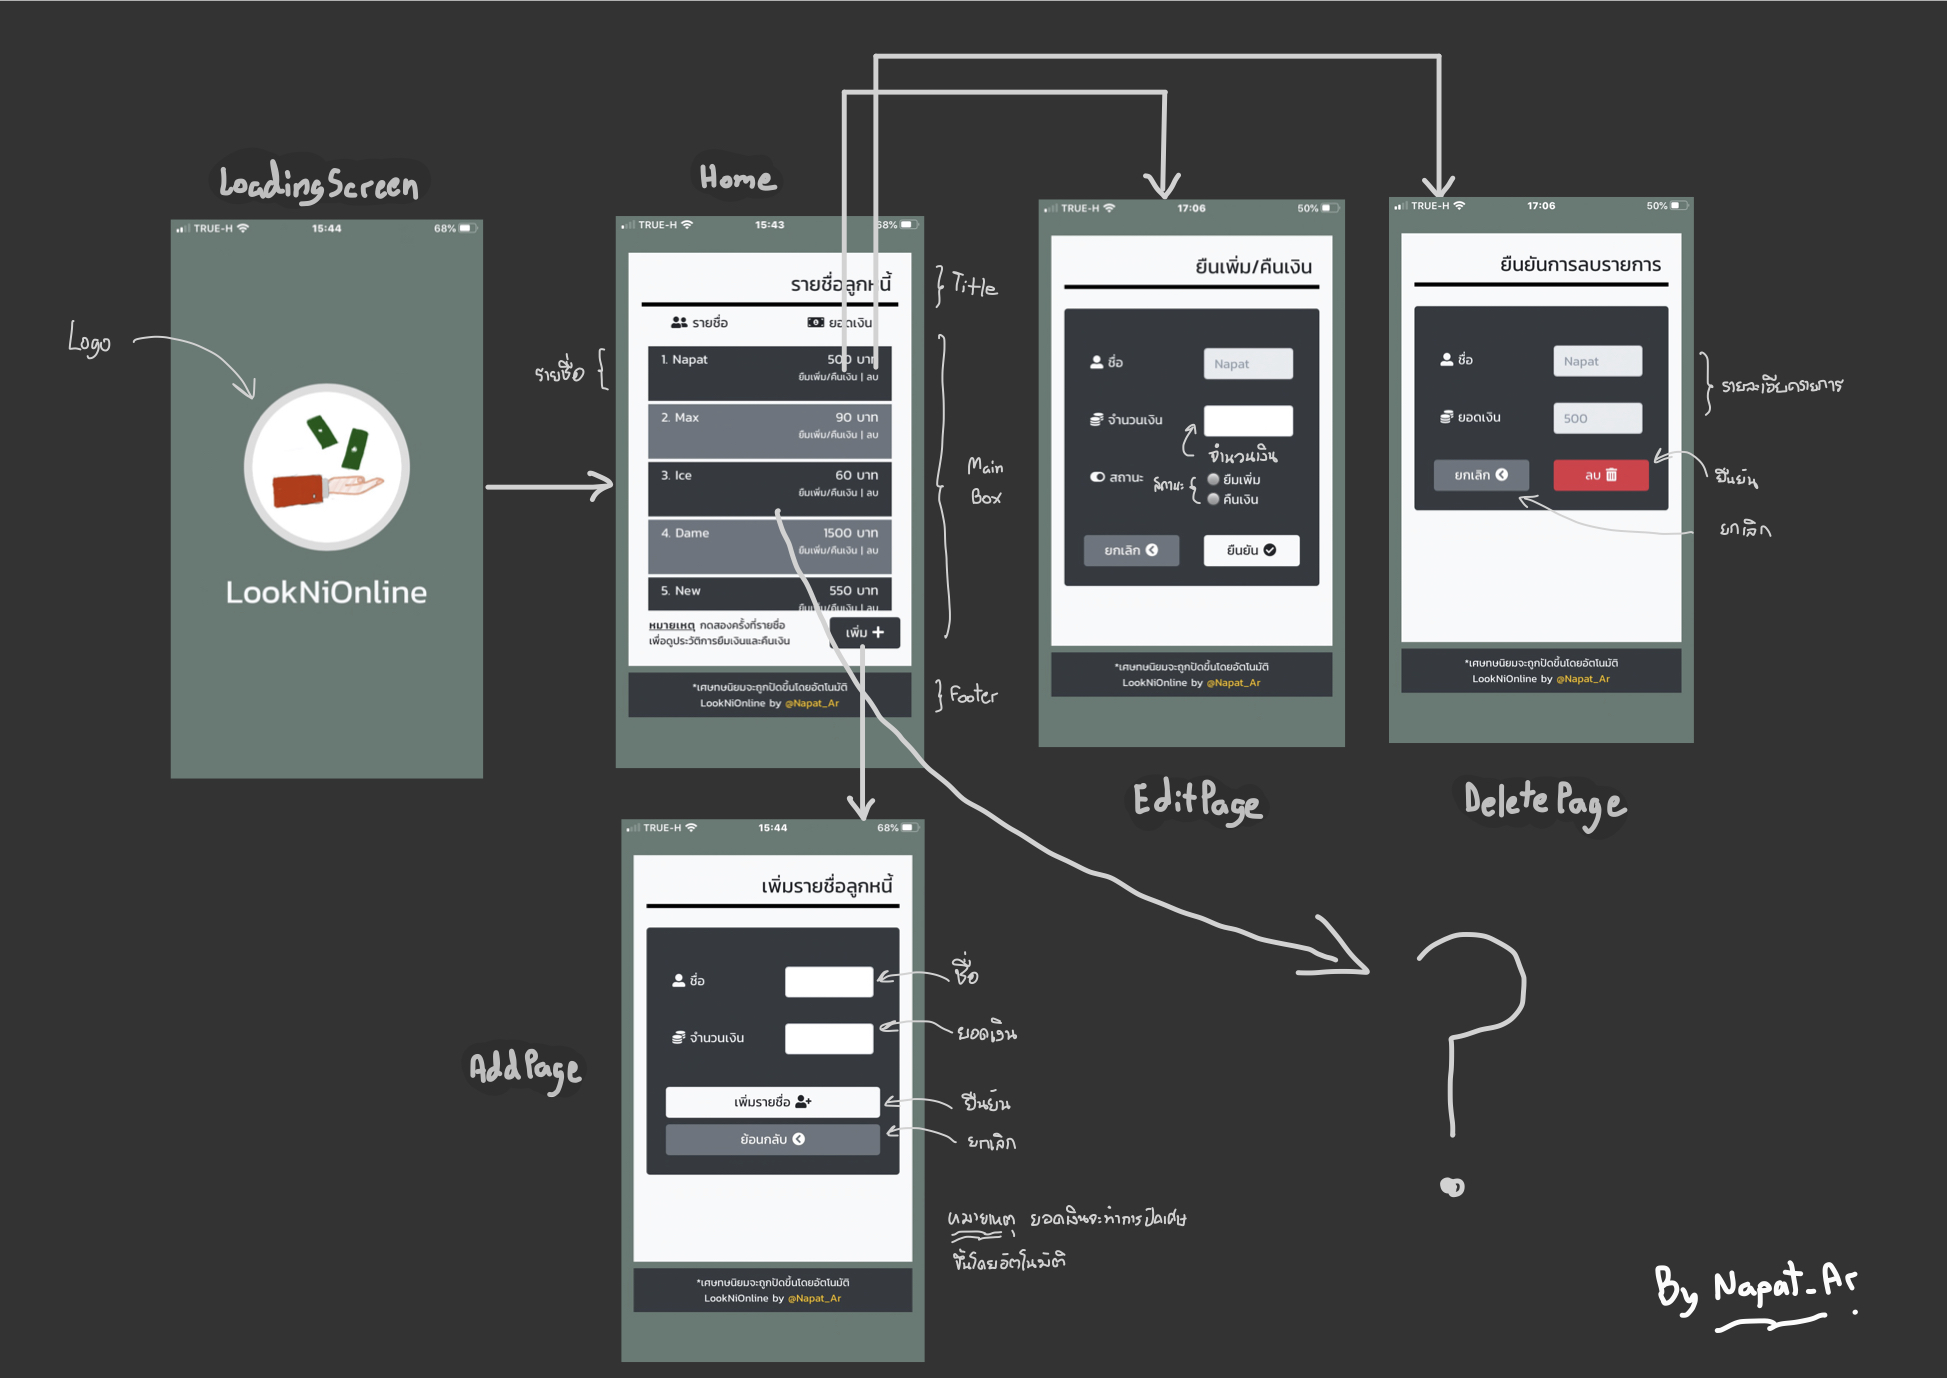 LoadingScreen
TRUE-H 15:44 68%
Logo
LookNiOnline
Home
TRUE-H 15:43 68%
รายชื่อลูกหนี้
Title
รายชื่อ ยอดเงิน
รายชื่อ
1. Napat 500 บาท
ยืมเพิ่ม/คืนเงิน | ลบ
2. Max 90 บาท
ยืมเพิ่ม/คืนเงิน | ลบ
3. Ice 60 บาท
ยืมเพิ่ม/คืนเงิน | ลบ
4. Dame 1500 บาท
ยืมเพิ่ม/คืนเงิน | ลบ
5. New 550 บาท
ยืมเพิ่ม/คืนเงิน | ลบ
Main
Box
หมายเหตุ กดสองครั้งที่รายชื่อ
เพื่อดูประวัติการยืมเงินและคืนเงิน
เพิ่ม +
*เศษทศนิยมจะถูกปัดขึ้นโดยอัตโนมัติ
LookNiOnline by @Napat_Ar
Footer
TRUE-H 17:06 50%
ยืมเพิ่ม/คืนเงิน
ชื่อ Napat
จำนวนเงิน
จำนวนเงิน
สถานะ
สถานะ
ยืมเพิ่ม
คืนเงิน
ยกเลิก
ยืนยัน
*เศษทศนิยมจะถูกปัดขึ้นโดยอัตโนมัติ
LookNiOnline by @Napat_Ar
EditPage
TRUE-H 17:06 50%
ยืนยันการลบรายการ
ชื่อ Napat
ยอดเงิน 500
รายละเอียดรายการ
ยกเลิก
ลบ
ยืนยัน
ยกเลิก
*เศษทศนิยมจะถูกปัดขึ้นโดยอัตโนมัติ
LookNiOnline by @Napat_Ar
DeletePage
AddPage
TRUE-H 15:44 68%
เพิ่มรายชื่อลูกหนี้
ชื่อ
ชื่อ
จำนวนเงิน
ยอดเงิน
เพิ่มรายชื่อ
ยืนยัน
ย้อนกลับ
ยกเลิก
*เศษทศนิยมจะถูกปัดขึ้นโดยอัตโนมัติ
LookNiOnline by @Napat_Ar
หมายเหตุ ยอดเงินจะทำการปัดเศษ
ขึ้นโดยอัตโนมัติ
?
By Napat_Ar